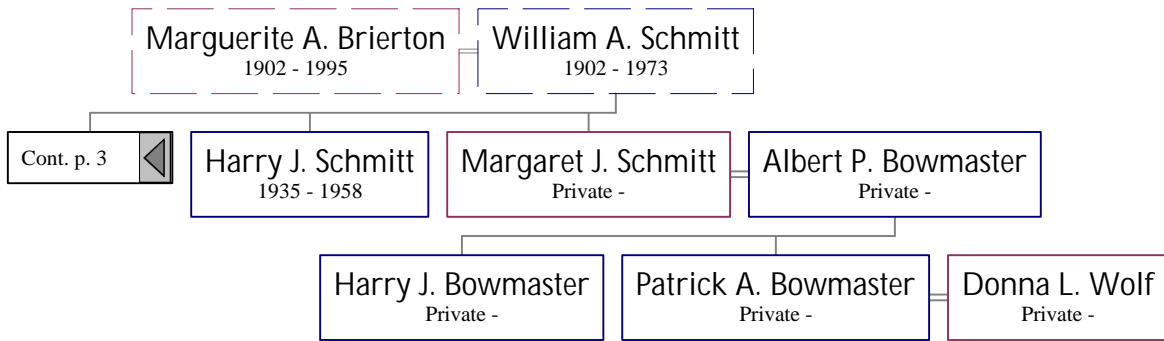 Marguerite A. Brierton
1902 - 1995
William A. Schmitt
1902 - 1973
Cont. p. 3
Harry J. Schmitt
1935 - 1958
Margaret J. Schmitt
Private -
Albert P. Bowmaster
Private -
Harry J. Bowmaster
Private -
Patrick A. Bowmaster
Private -
Donna L. Wolf
Private -